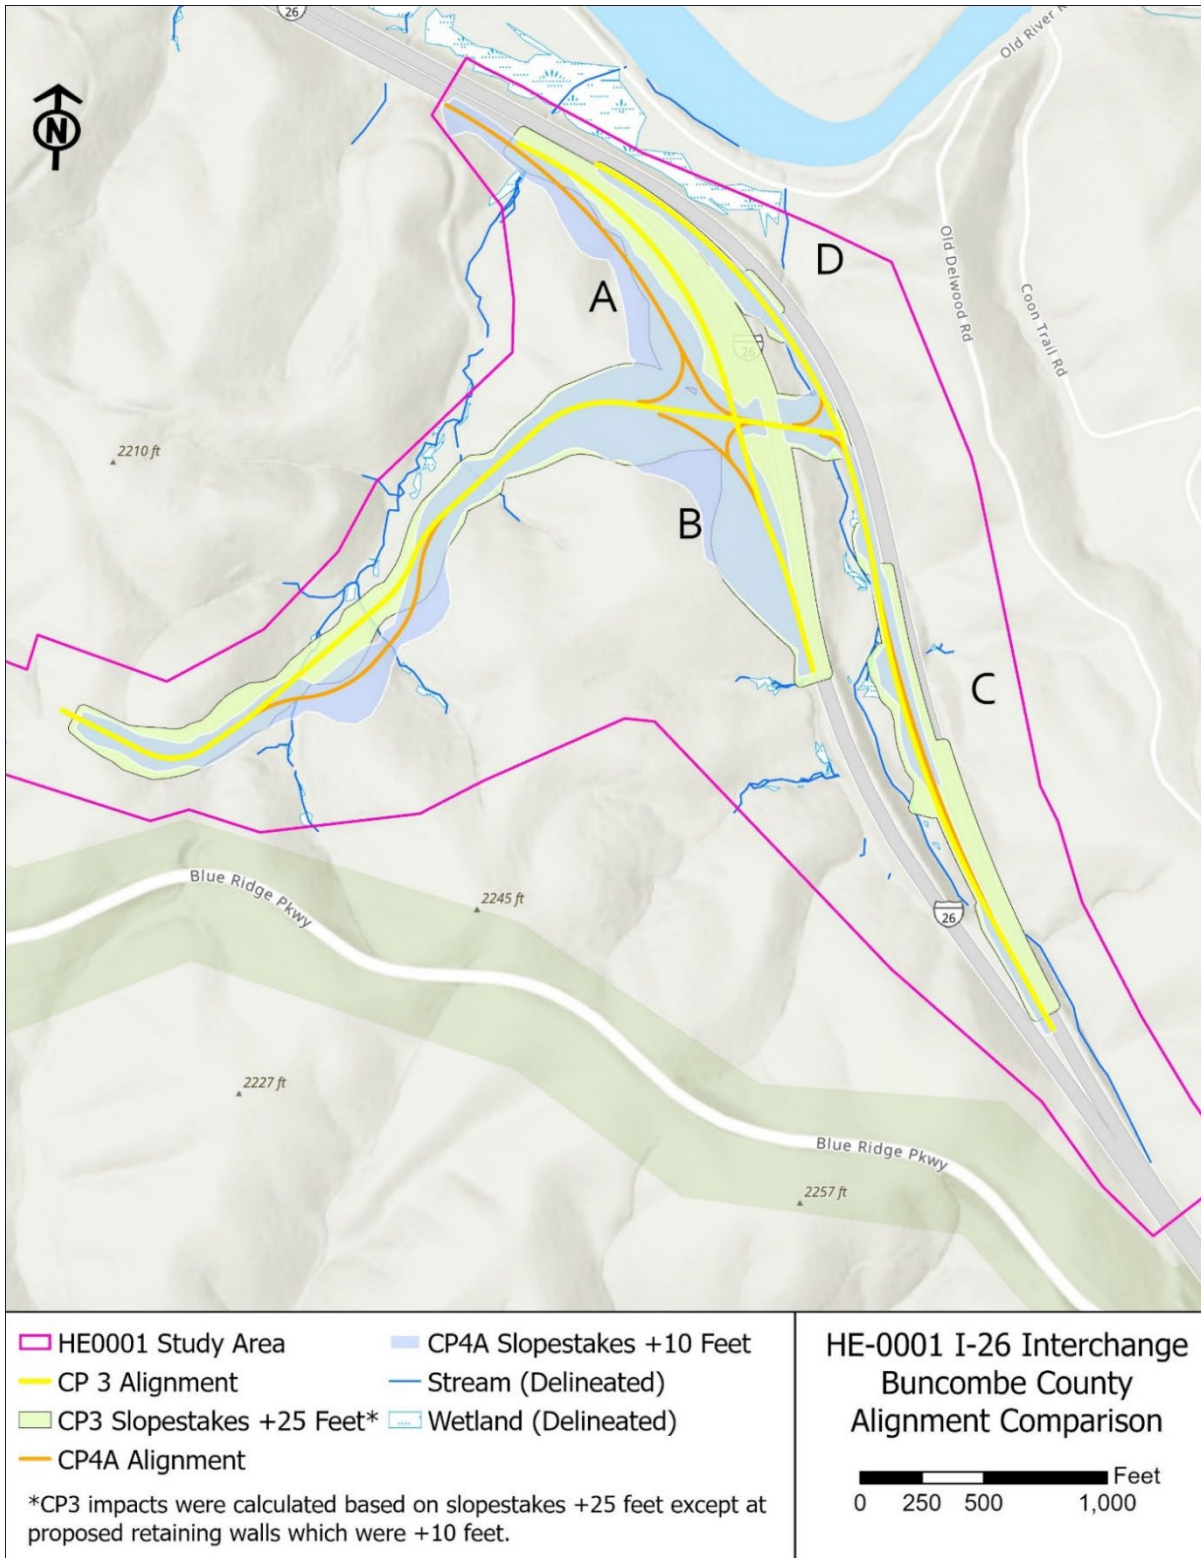 26
Old River R
N
D
A
Old Delwood Rd
Coon Trail Rd
26
2210 ft
B
C
Blue Ridge Pkwy
2245 ft
26
2227 ft
Blue Ridge Pkwy
2257 ft
HE0001 Study Area
CP 3 Alignment
CP3 Slopestakes +25 Feet*
CP4A Alignment
CP4A Slopestakes +10 Feet
Stream (Delineated)
Wetland (Delineated)
*CP3 impacts were calculated based on slopestakes +25 feet except at
proposed retaining walls which were +10 feet.
HE-0001 I-26 Interchange
Buncombe County
Alignment Comparison
Feet
0 250 500 1,000